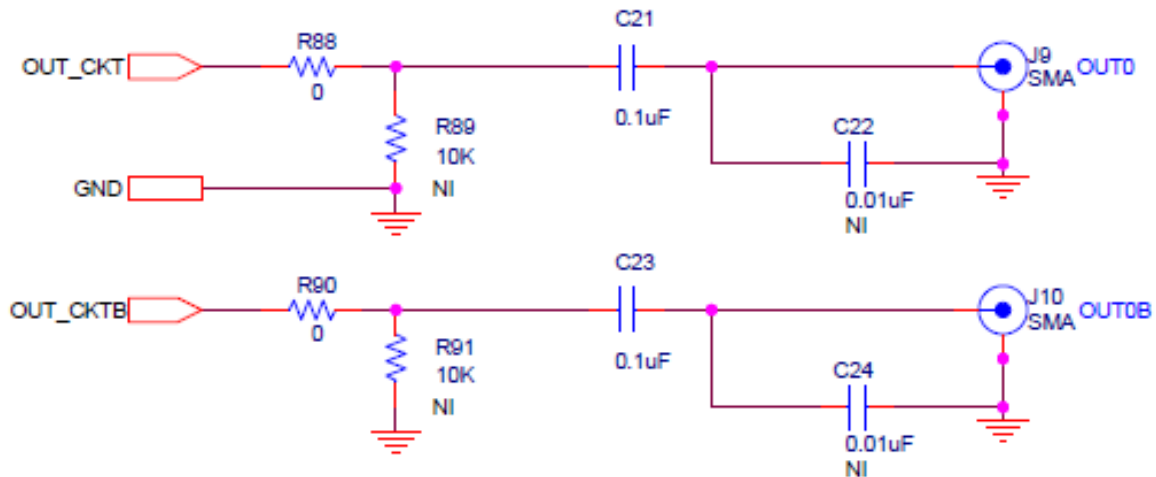 C21
R88
OUT_CKT
0
J9
SMA OUT0
0.1uF
R89
10K
NI
C22
0.01uF
NI
GND
C23
R90
OUT_CKTB
0
J10
SMA OUT0B
0.1uF
R91
10K
NI
C24
0.01uF
NI